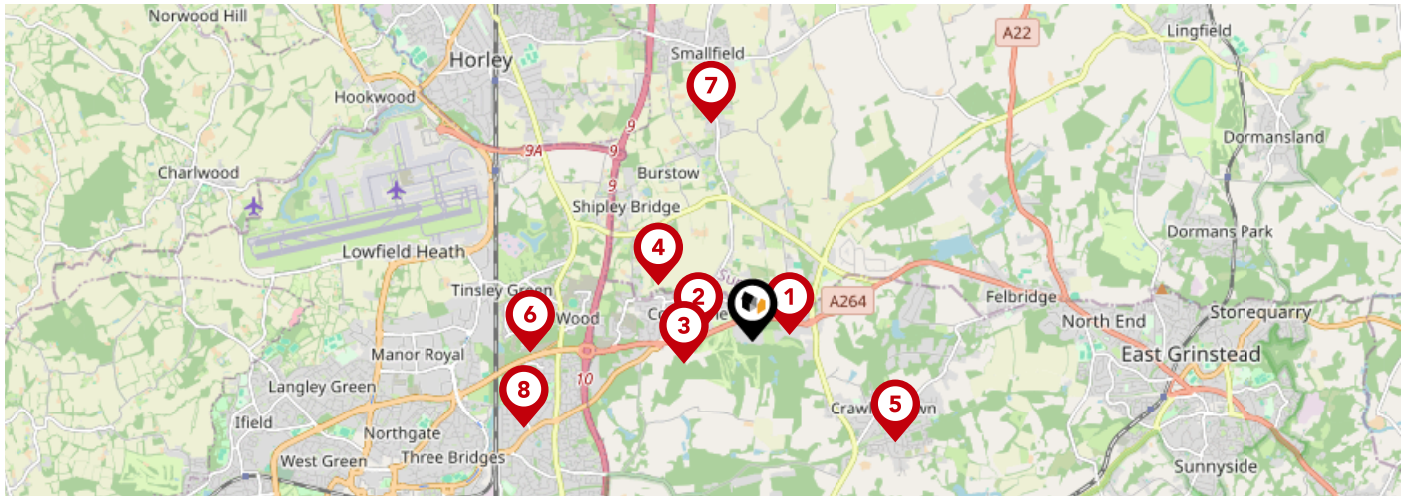 Norwood Hill
Lingfield
A22
Smallfield
Horley
7
Hookwood
9
Dormansland
9A
9
Charlwood
Burstow
9
Shipley Bridge
Dormans Park
4
Lowfield Heath
Tinsley Green
2
1
Felbridge
A264
6
Wood
3
Storequarry
North End
Manor Royal
East Grinstead
10
Langley Green
8
5
Ifield
Northgate
West Green
Three Bridges
Sunnyside